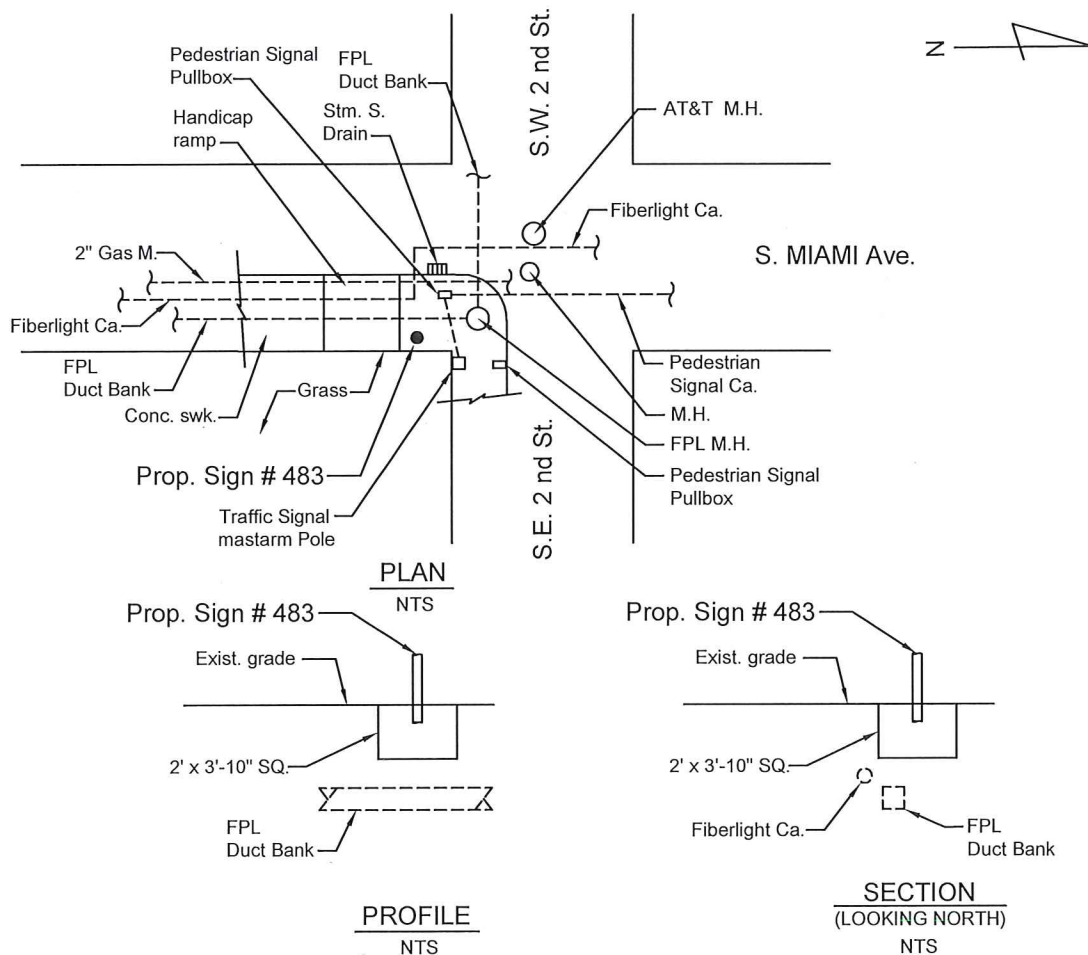 Pedestrian Signal
Pullbox
FPL
Duct Bank
S.W. 2 nd St.
N
Stm. S.
Drain
AT&T M.H.
Handicap
ramp
Fiberlight Ca.
2" Gas M.
S. MIAMI Ave.
Fiberlight Ca.
FPL
Duct Bank
Grass
Conc. swk.
Pedestrian
Signal Ca.
M.H.
FPL M.H.
Prop. Sign # 483
Pedestrian Signal
Pullbox
S.E. 2 nd St.
Traffic Signal
mastarm Pole
PLAN
NTS
Prop. Sign # 483
Exist. grade
2' x 3'-10" SQ.
FPL
Duct Bank
PROFILE
NTS
Prop. Sign # 483
Exist. grade
2' x 3'-10" SQ.
Fiberlight Ca.
FPL
Duct Bank
SECTION
(LOOKING NORTH)
NTS